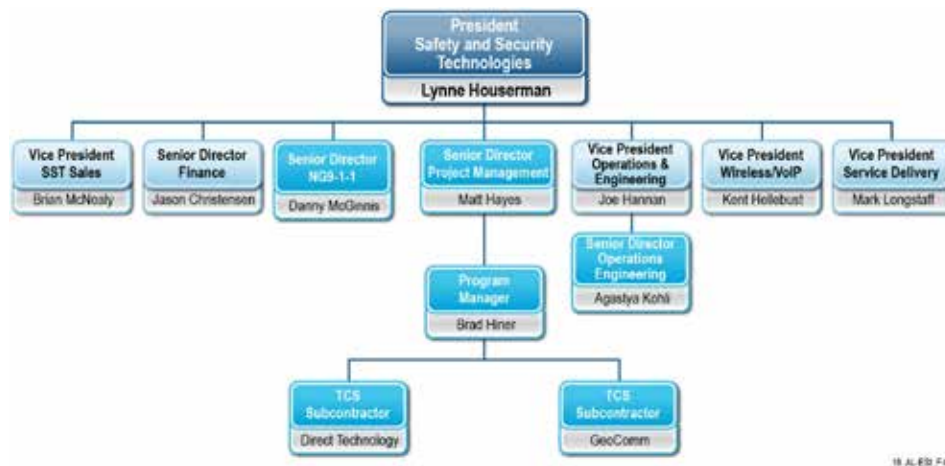 President
Safety and Security
Technologies
Lynne Houserman
Vice President
SST Sales
Brian McNealy
Senior Director
Finance
Jason Christensen
Senior Director
NG9-1-1
Danny McGinnis
Senior Director
Project Management
Matt Hayes
Vice President
Operations &
Engineering
Joe Hannan
Vice President
Wireless/VoIP
Kent Hellebust
Vice President
Service Delivery
Mark Longstaff
Senior Director
Operations
Engineering
Agastya Kohli
Program
Manager
Brad Hiner
TCS
Subcontractor
Direct Technology
TCS
Subcontractor
GeoComm